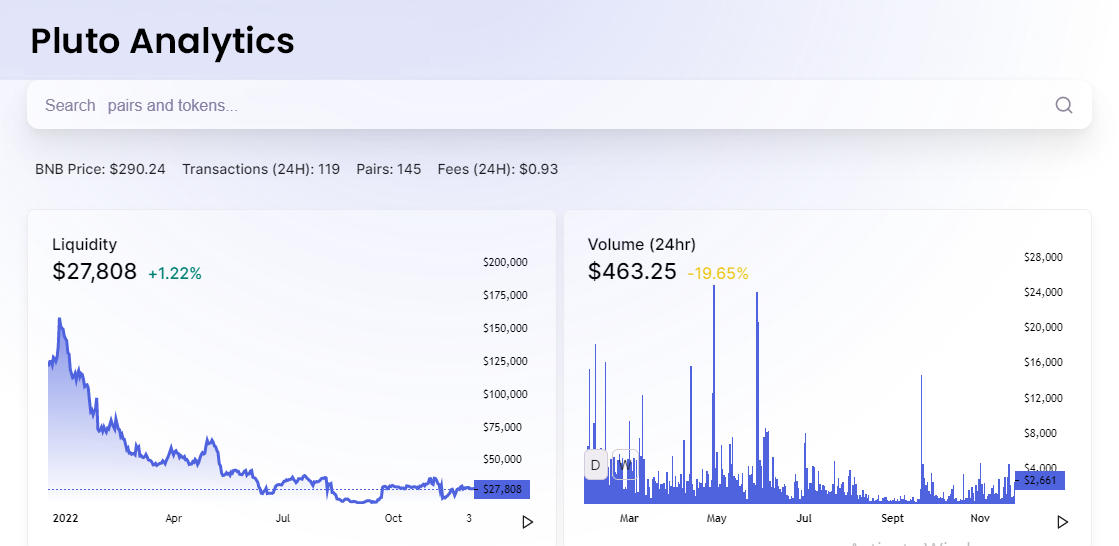 Pluto Analytics
Search pairs and tokens...
BNB Price: $290.24 Transactions (24H): 119 Pairs: 145 Fees (24H): $0.93
Liquidity
$27,808 +1.22%
$200,000
$175,000
$150,000
$125,000
$100,000
$75,000
$50,000
$27,808
2022 Apr Jul Oct 3
Volume (24hr)
$463.25 -19.65%
$28,000
$24,000
$20,000
$16,000
$12,000
$8,000
$4,000
$2,661
D W
Mar May Jul Sept Nov